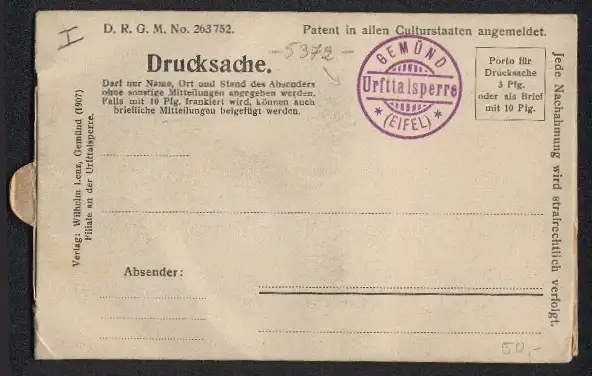 I
D. R. G. M. No. 263752.
Patent in allen Culturstaaten angemeldet.
- 5372 -
Drucksache.
Darf nur Name, Ort und Stand des Absenders
ohne sonstige Mitteilungen angegeben werden.
Falls mit 10 Pfg. frankiert wird, können auch
briefliche Mitteilungen beigefügt werden.
GEMÜND
Urfttalsperre
* (EIFEL) *
Porto für
Drucksache
3 Pfg.
oder als Brief
mit 10 Pfg.
Jede Nachahmung wird strafrechtlich verfolgt.
Verlag: Wilhelm Lenz, Gemünd (1907)
Filiale an der Urfttalsperre.
Absender:
50,-